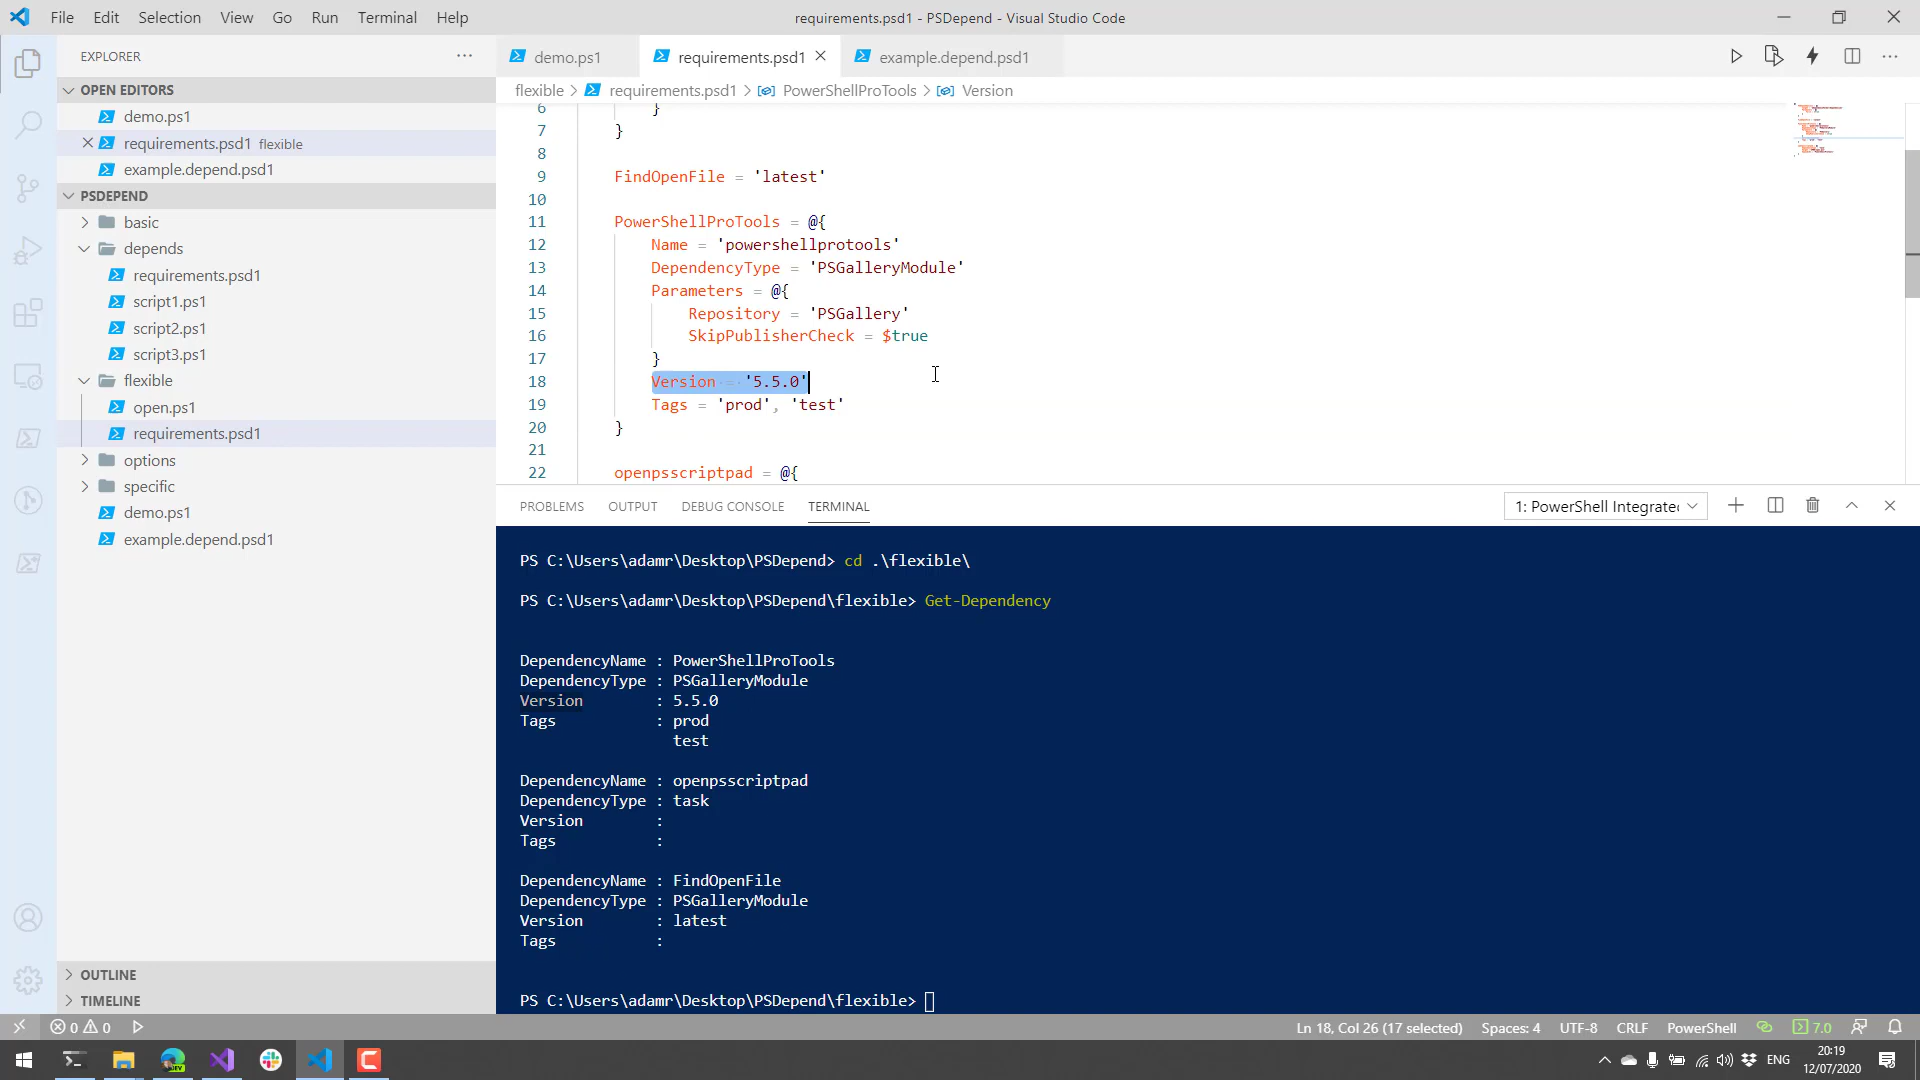 File Edit Selection View Go Run Terminal Help
requirements.psd1 - PSDepend - Visual Studio Code
EXPLORER
OPEN EDITORS
demo.ps1
requirements.psd1 flexible
example.depend.psd1
PSDEPEND
basic
depends
requirements.psd1
script1.ps1
script2.ps1
script3.ps1
flexible
open.ps1
requirements.psd1
options
specific
demo.ps1
example.depend.psd1
OUTLINE
TIMELINE
demo.ps1 requirements.psd1 example.depend.psd1
flexible > requirements.psd1 > PowerShellProTools > Version
6 }
7 }
8
9 FindOpenFile = 'latest'
10
11 PowerShellProTools = @{
12 Name = 'powershellprotools'
13 DependencyType = 'PSGalleryModule'
14 Parameters = @{
15 Repository = 'PSGallery'
16 SkipPublisherCheck = $true
17 }
18 Version = '5.5.0'
19 Tags = 'prod', 'test'
20 }
21
22 openpsscriptpad = @{
PROBLEMS OUTPUT DEBUG CONSOLE TERMINAL
1: PowerShell Integrated
PS C:\Users\adamr\Desktop\PSDepend> cd .\flexible\
PS C:\Users\adamr\Desktop\PSDepend\flexible> Get-Dependency
DependencyName : PowerShellProTools
DependencyType : PSGalleryModule
Version : 5.5.0
Tags : prod
test
DependencyName : openpsscriptpad
DependencyType : task
Version :
Tags :
DependencyName : FindOpenFile
DependencyType : PSGalleryModule
Version : latest
Tags :
PS C:\Users\adamr\Desktop\PSDepend\flexible>
0 0
Ln 18, Col 26 (17 selected) Spaces: 4 UTF-8 CRLF PowerShell 7.0
ENG
20:19
12/07/2020